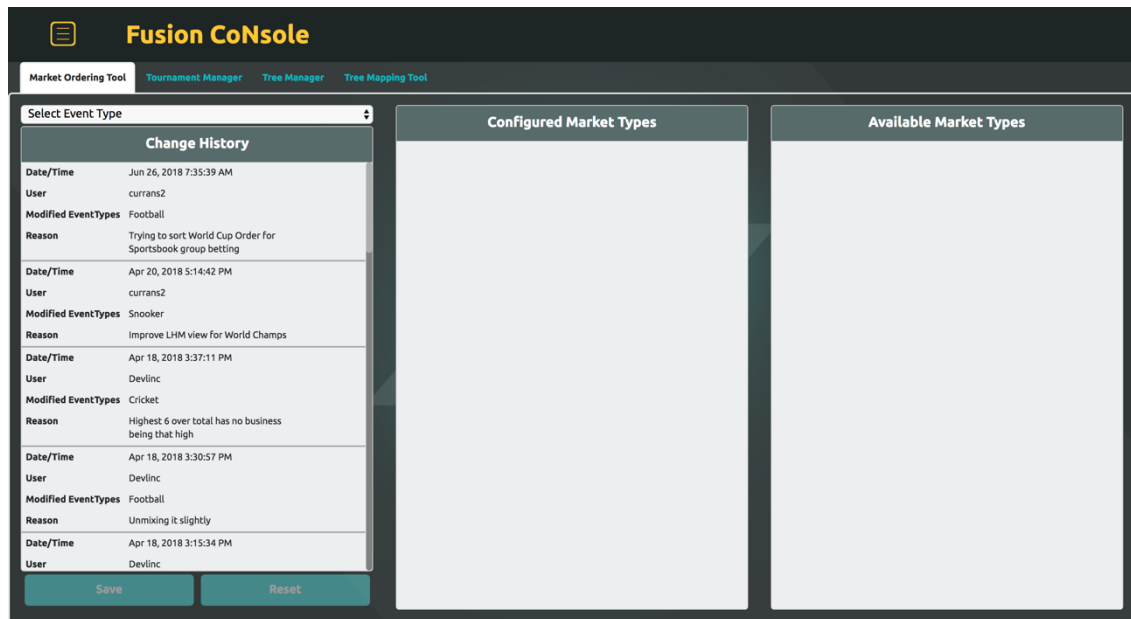 Fusion CoNsole
Market Ordering Tool Tournament Manager Tree Manager Tree Mapping Tool
Select Event Type
Change History
Date/Time Jun 26, 2018 7:35:39 AM
User currans2
Modified EventTypes Football
Reason Trying to sort World Cup Order for
Sportsbook group betting
Date/Time Apr 20, 2018 5:14:42 PM
User currans2
Modified EventTypes Snooker
Reason Improve LHM view for World Champs
Date/Time Apr 18, 2018 3:37:11 PM
User Devlinc
Modified EventTypes Cricket
Reason Highest 6 over total has no business
being that high
Date/Time Apr 18, 2018 3:30:57 PM
User Devlinc
Modified EventTypes Football
Reason Unmixing it slightly
Date/Time Apr 18, 2018 3:15:34 PM
User Devlinc
Save Reset
Configured Market Types
Available Market Types